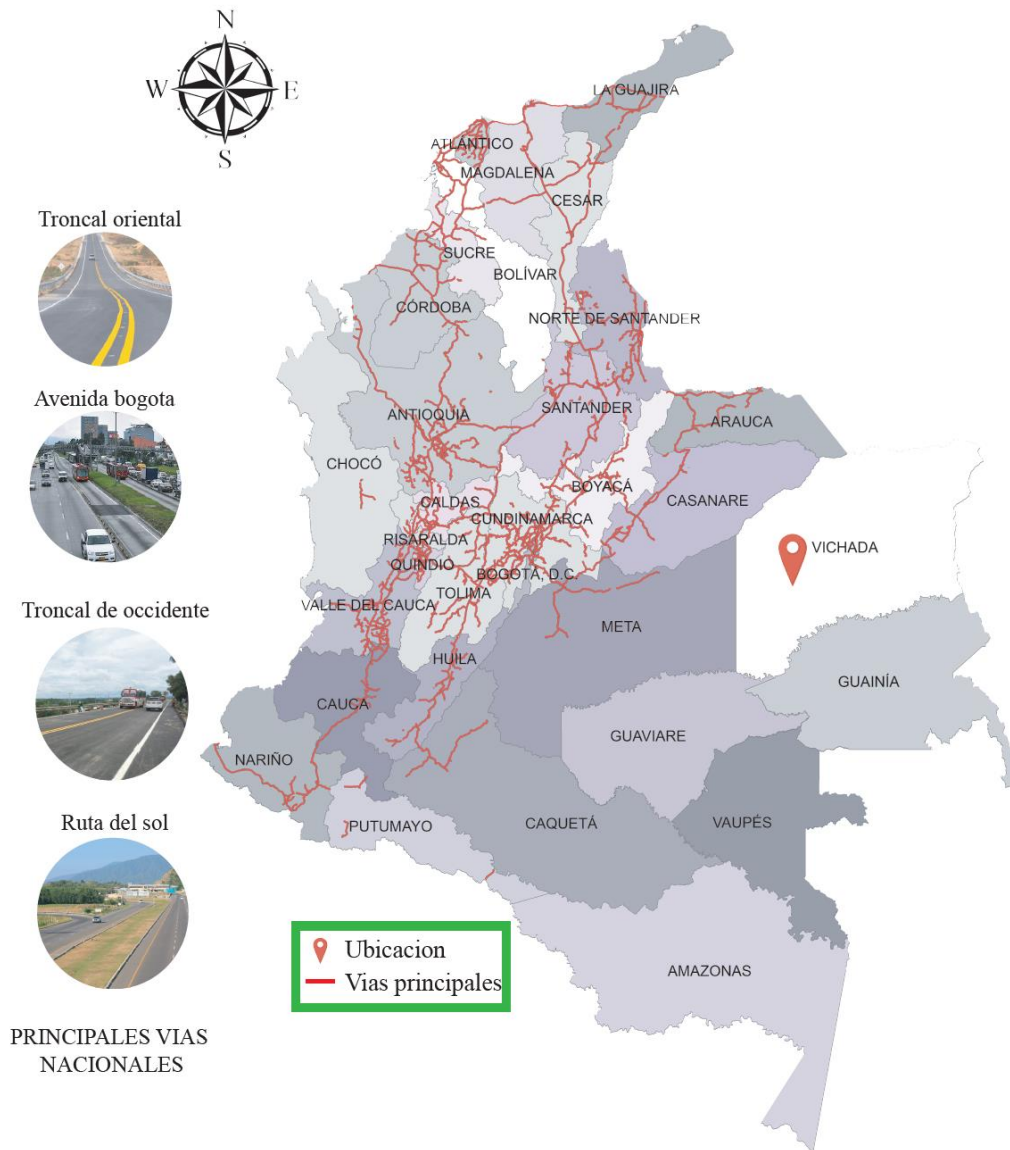 N
W
E
S
Troncal oriental
Avenida bogota
Troncal de occidente
Ruta del sol
PRINCIPALES VIAS
NACIONALES
LA GUAJIRA
ATLÁNTICO
MAGDALENA
CESAR
SUCRE
BOLÍVAR
CÓRDOBA
NORTE DE SANTANDER
ANTIOQUIA
SANTANDER
ARAUCA
CHOCÓ
BOYACÁ
CASANARE
CALDAS
CUNDINAMARCA
RISARALDA
VICHADA
QUINDIO
BOGOTÁ, D.C.
TOLIMA
VALLE DEL CAUCA
META
HUILA
GUAINÍA
CAUCA
GUAVIARE
NARIÑO
PUTUMAYO
CAQUETÁ
VAUPÉS
AMAZONAS
Ubicacion
Vias principales